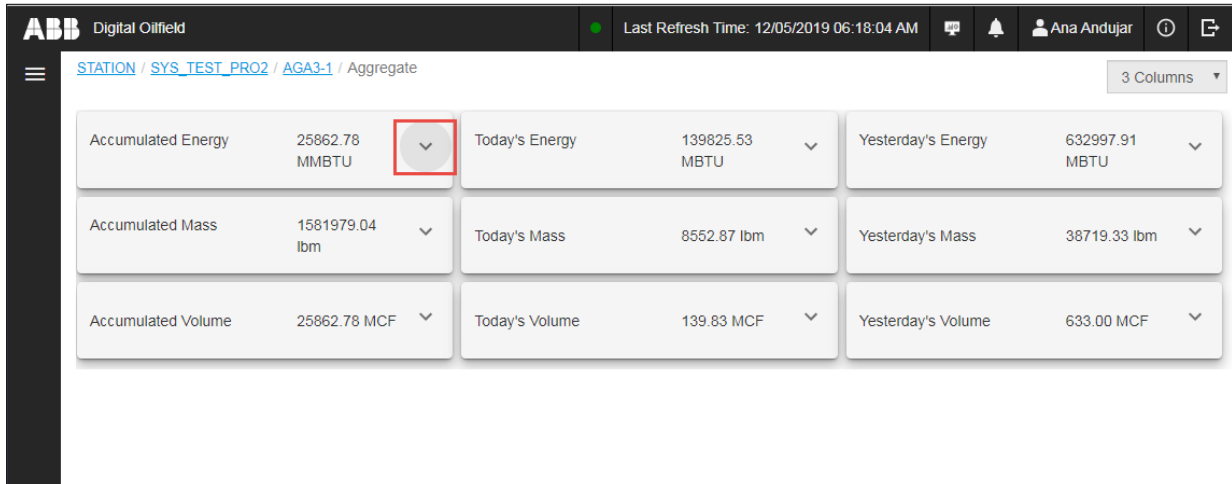 ABB Digital Oilfield Last Refresh Time: 12/05/2019 06:18:04 AM Ana Andujar
STATION / SYS_TEST_PRO2 / AGA3-1 / Aggregate
3 Columns
Accumulated Energy 25862.78 MMBTU
Today's Energy 139825.53 MBTU
Yesterday's Energy 632997.91 MBTU
Accumulated Mass 1581979.04 lbm
Today's Mass 8552.87 lbm
Yesterday's Mass 38719.33 lbm
Accumulated Volume 25862.78 MCF
Today's Volume 139.83 MCF
Yesterday's Volume 633.00 MCF